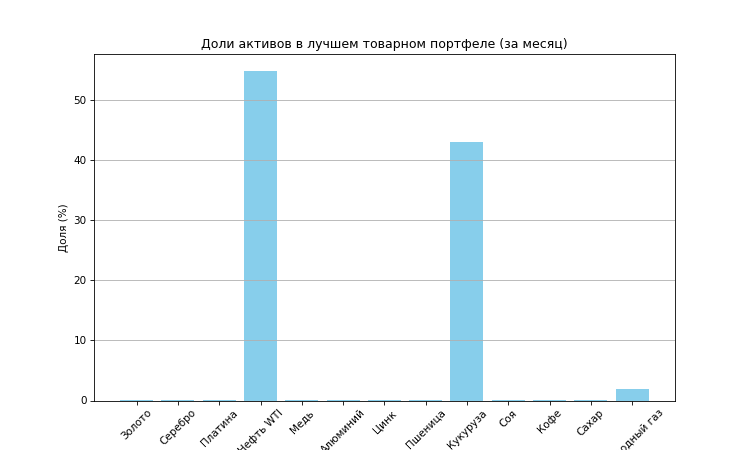 Доли активов в лучшем товарном портфеле (за месяц)
Доля (%)
50
40
30
20
10
0
Золото
Серебро
Платина
Нефть WTI
Медь
Алюминий
Цинк
Пшеница
Кукуруза
Соя
Кофе
Сахар
газ